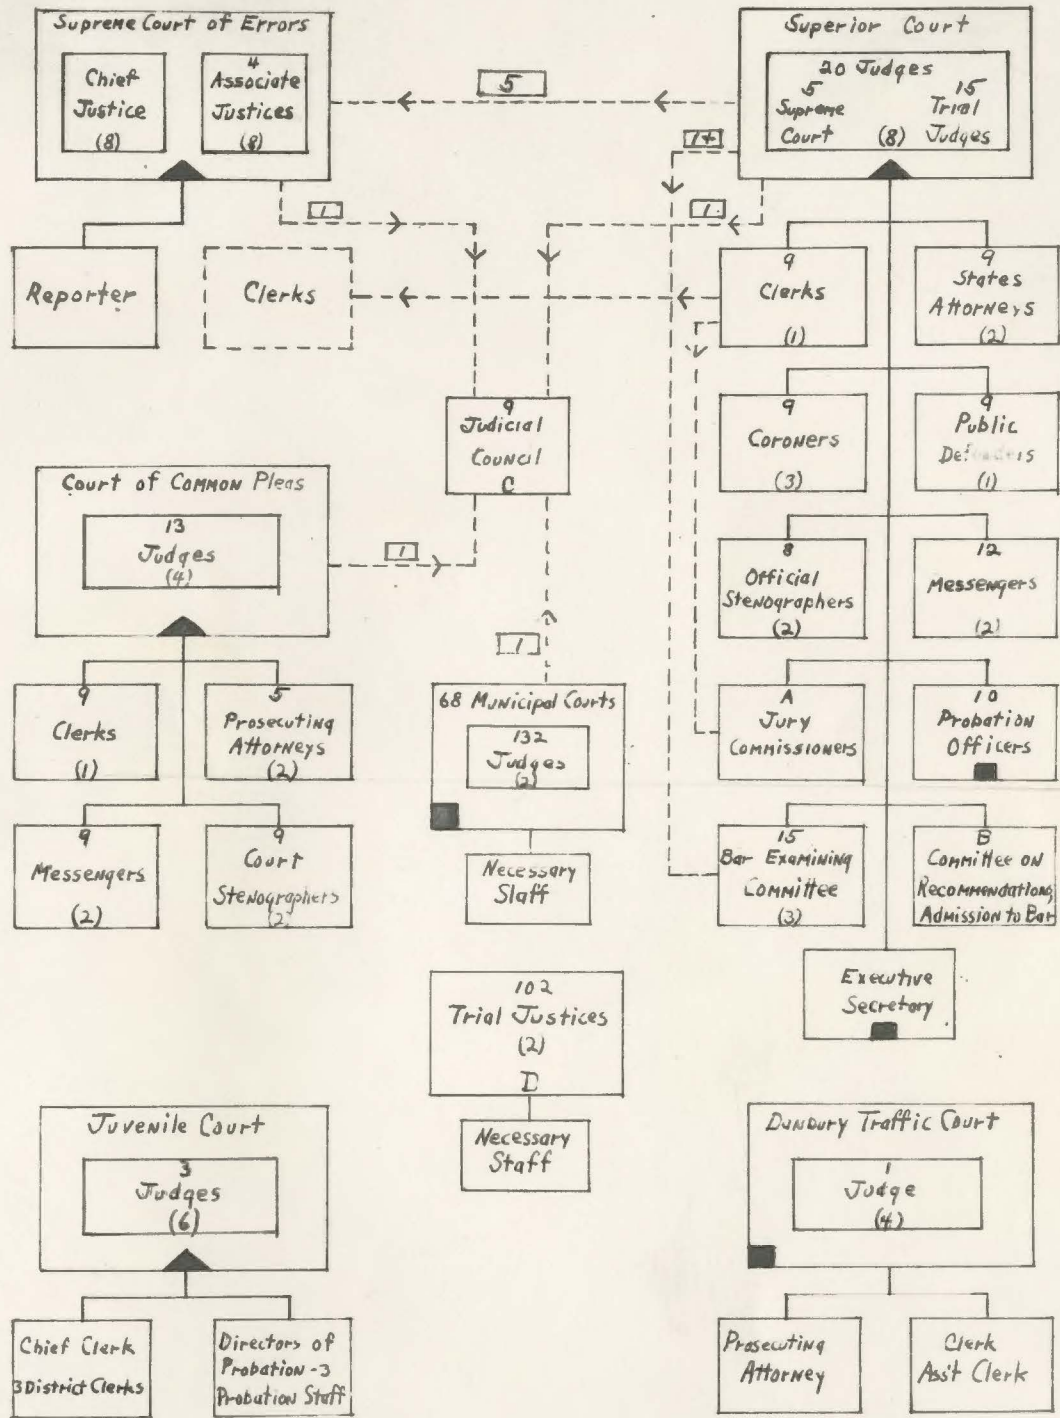 Supreme Court of Errors
Chief
Justice
(8)
4
Associate
Justices
(8)
5
Superior Court
20 Judges
5
Supreme
Court
15
Trial
Judges
(8)
1+
1
1
Reporter
Clerks
9
Clerks
(1)
9
States
Attorneys
(2)
9
Judicial
Council
C
9
Coroners
(3)
9
Public
Defenders
(1)
Court of Common Pleas
13
Judges
(4)
1
8
Official
Stenographers
(2)
12
Messengers
(2)
1
9
Clerks
(1)
5
Prosecuting
Attorneys
(2)
68 Municipal Courts
132
Judges
(2)
A
Jury
Commissioners
10
Probation
Officers
9
Messengers
(2)
9
Court
Stenographers
(2)
Necessary
Staff
15
Bar Examining
Committee
(3)
B
Committee on
Recommendations,
Admission to Bar
102
Trial Justices
(2)
D
Executive
Secretary
Necessary
Staff
Juvenile Court
3
Judges
(6)
Danbury Traffic Court
1
Judge
(4)
Chief Clerk
3 District Clerks
Directors of
Probation -3
Probation Staff
Prosecuting
Attorney
Clerk
Ass't Clerk